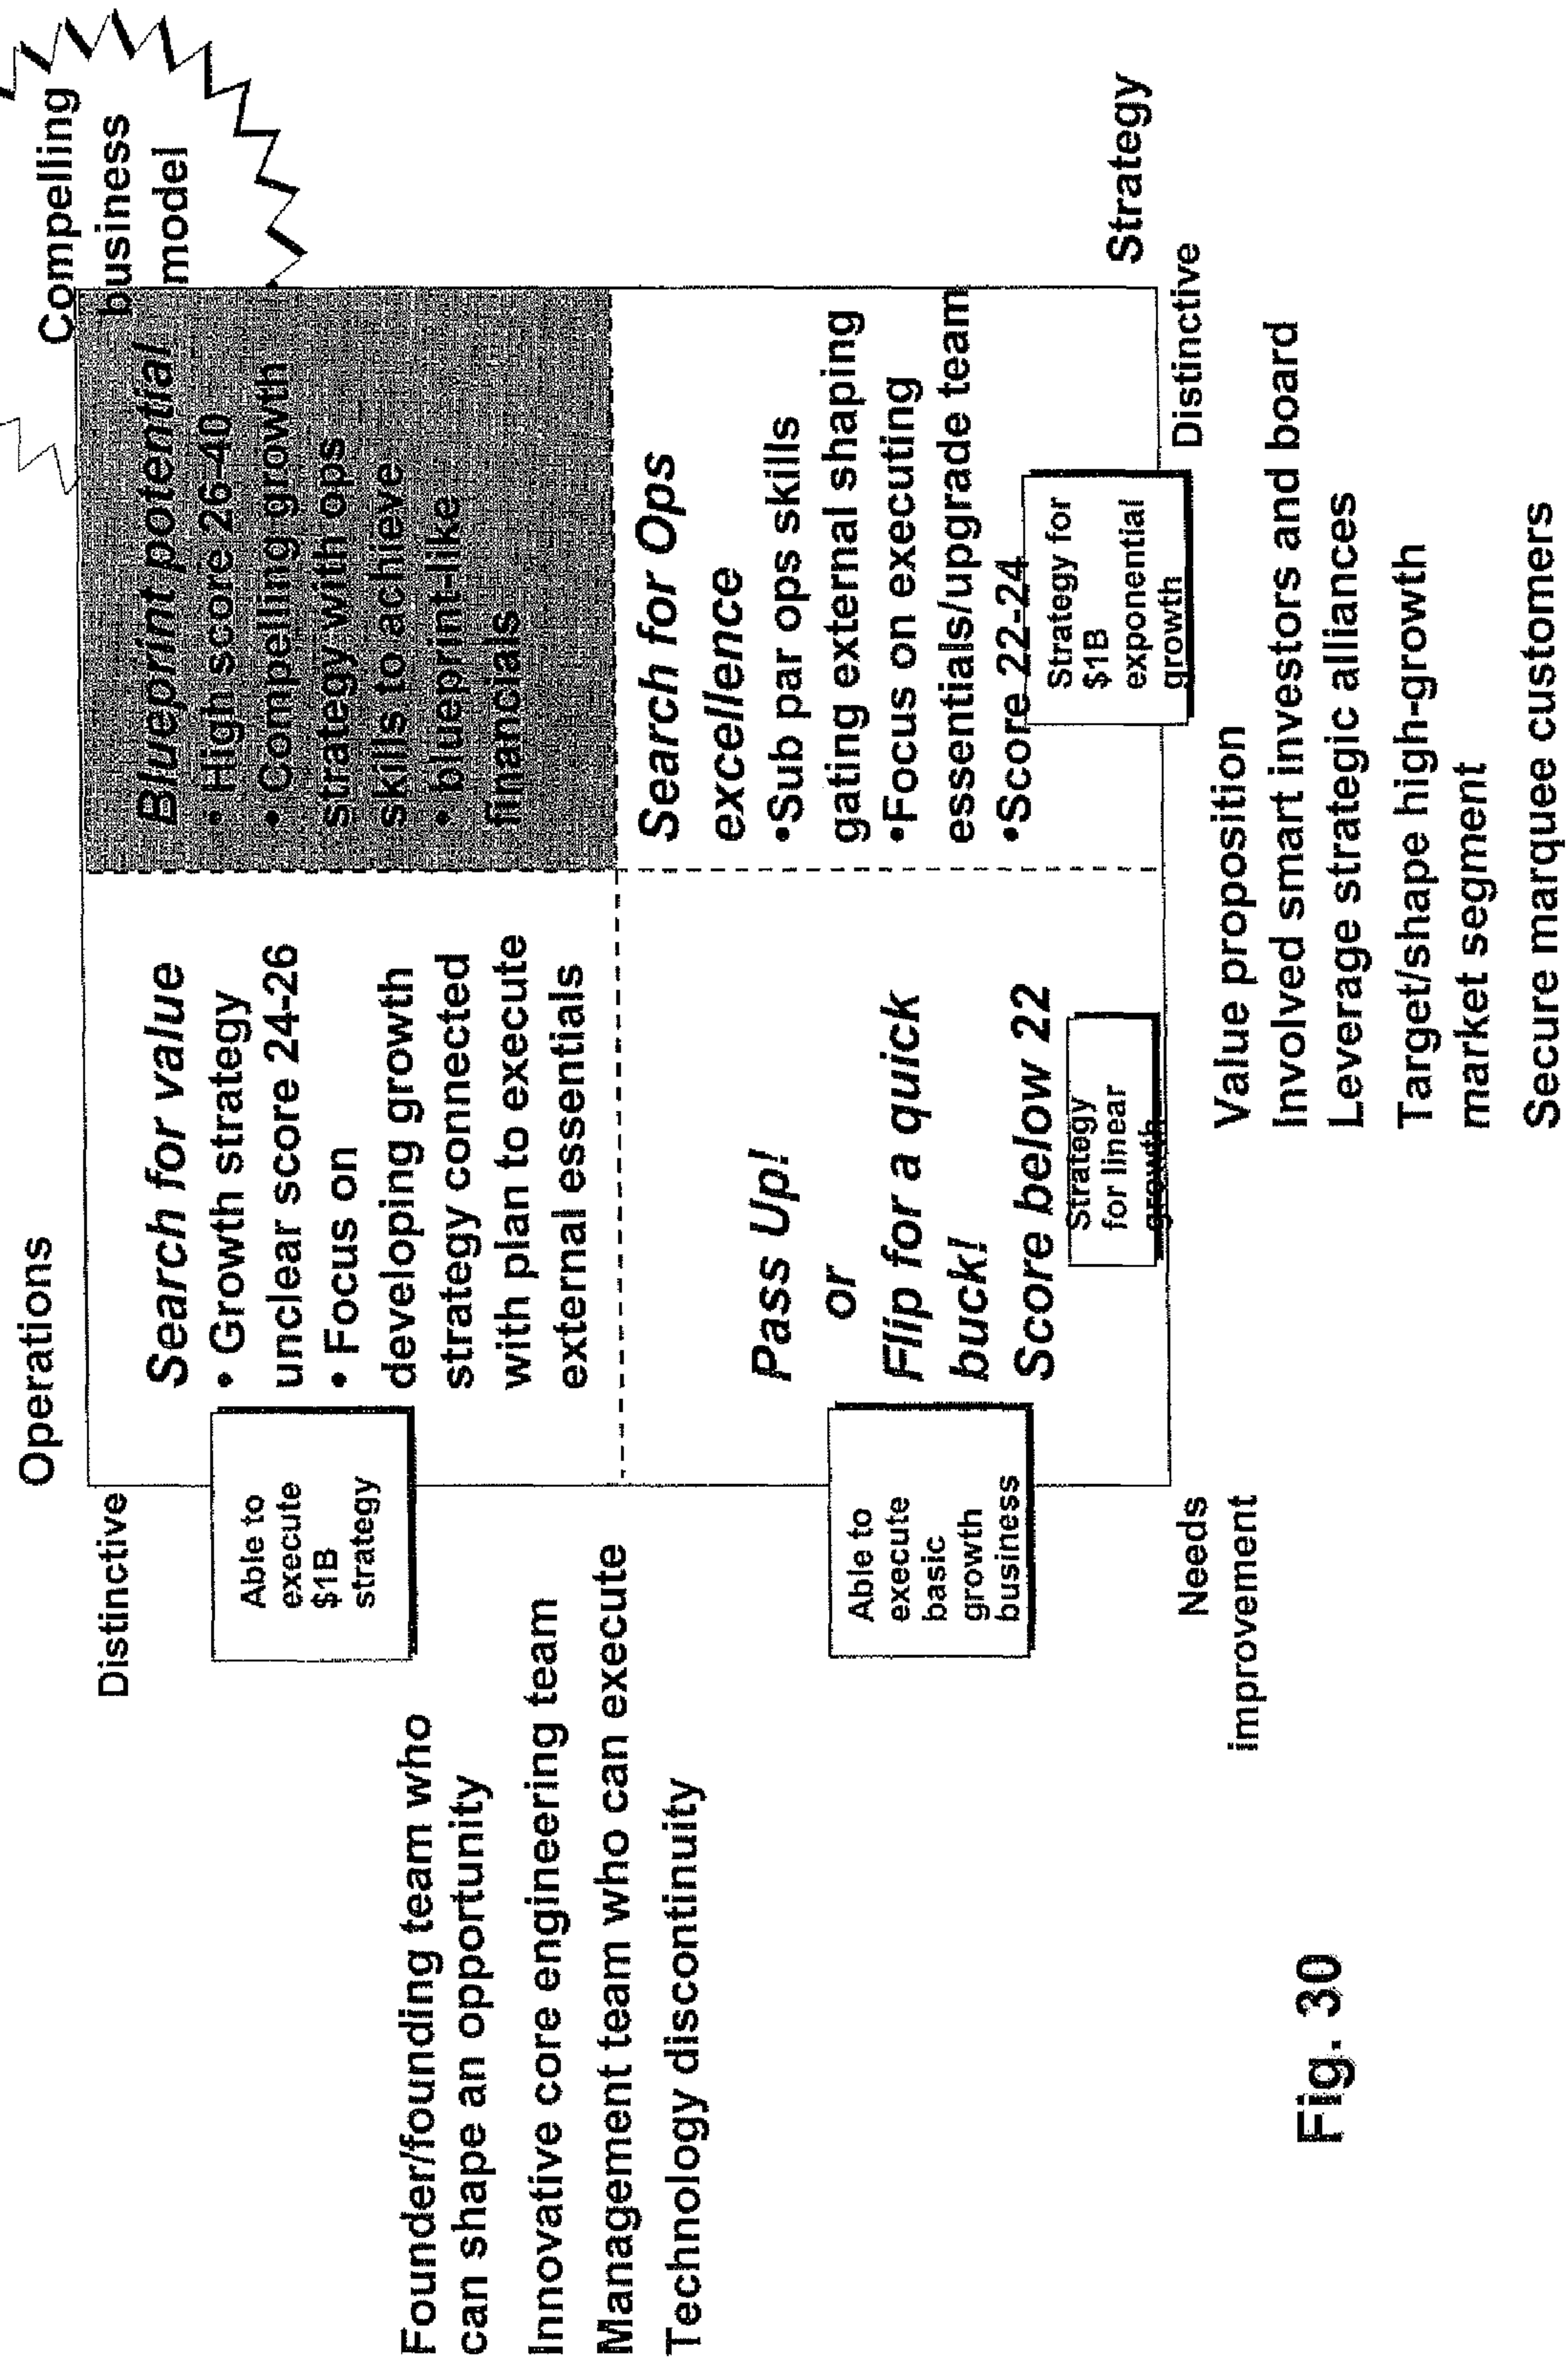 Operations
Compelling
business
model
Distinctive
Able to
execute
$1B
strategy
Search for value
• Growth strategy
unclear score 24-26
• Focus on
developing growth
strategy connected
with plan to execute
external essentials
Blueprint potential
• High score 26-40
• Compelling growth
strategy with ops
skills to achieve
• blueprint-like
financials
Founder/founding team who
can shape an opportunity
Innovative core engineering team
Management team who can execute
Technology discontinuity
Able to
execute
basic
growth
business
Pass Up!
or
Flip for a quick
buck!
Score below 22
Search for Ops
excellence
•Sub par ops skills
gating external shaping
•Focus on executing
essentials/upgrade team
•Score 22-24
Strategy
for linear
growth
Strategy for
$1B
exponential
growth
Needs
improvement
Distinctive
Strategy
Value proposition
Involved smart investors and board
Leverage strategic alliances
Target/shape high-growth
market segment
Secure marquee customers
Fig. 30